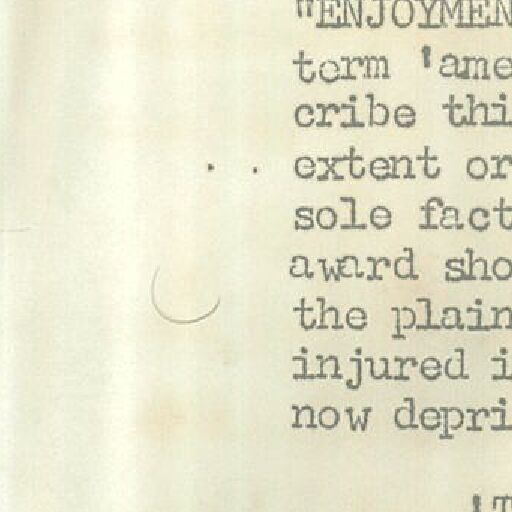 "ENJOYMEN
term 'ame
cribe thi
. . extent or
sole fact
award sho
the plain
injured i
now depri
'T